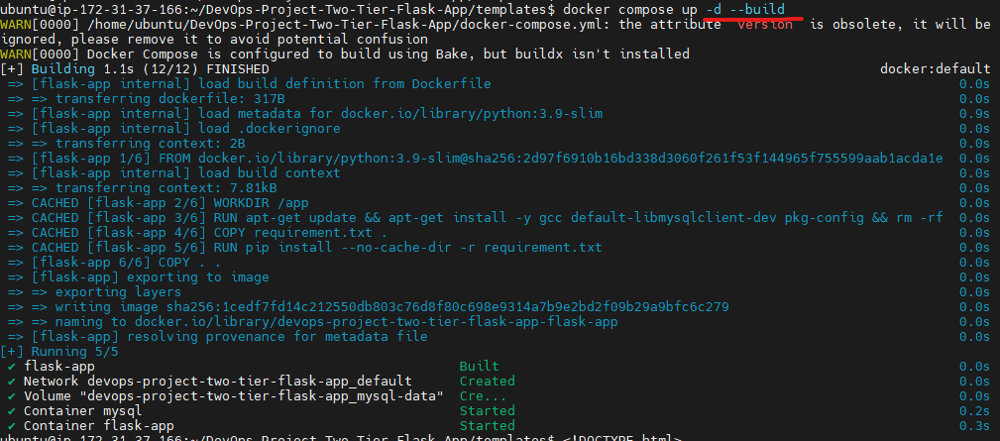 ubuntu@ip-172-31-37-166:~/DevOps-Project-Two-Tier-Flask-App/templates$ docker compose up -d --build
WARN[0000] /home/ubuntu/DevOps-Project-Two-Tier-Flask-App/docker-compose.yml: the attribute `version` is obsolete, it will be
ignored, please remove it to avoid potential confusion
WARN[0000] Docker Compose is configured to build using Bake, but buildx isn't installed
[+] Building 1.1s (12/12) FINISHED docker:default
=> [flask-app internal] load build definition from Dockerfile 0.0s
=> => transferring dockerfile: 317B 0.0s
=> [flask-app internal] load metadata for docker.io/library/python:3.9-slim 0.9s
=> [flask-app internal] load .dockerignore 0.0s
=> => transferring context: 2B 0.0s
=> [flask-app 1/6] FROM docker.io/library/python:3.9-slim@sha256:2d97f6910b16bd338d3060f261f53f144965f755599aab1acda1e 0.0s
=> [flask-app internal] load build context 0.0s
=> => transferring context: 7.81kB 0.0s
=> CACHED [flask-app 2/6] WORKDIR /app 0.0s
=> CACHED [flask-app 3/6] RUN apt-get update && apt-get install -y gcc default-libmysqlclient-dev pkg-config && rm -rf 0.0s
=> CACHED [flask-app 4/6] COPY requirement.txt . 0.0s
=> CACHED [flask-app 5/6] RUN pip install --no-cache-dir -r requirement.txt 0.0s
=> [flask-app 6/6] COPY . . 0.0s
=> [flask-app] exporting to image 0.0s
=> => exporting layers 0.0s
=> => writing image sha256:1cedf7fd14c212550db803c76d8f80c698e9314a7b9e2bd2f09b29a9bfc6c279 0.0s
=> => naming to docker.io/library/devops-project-two-tier-flask-app-flask-app 0.0s
=> [flask-app] resolving provenance for metadata file 0.0s
[+] Running 5/5
✔ flask-app Built 0.0s
✔ Network devops-project-two-tier-flask-app_default Created 0.0s
✔ Volume "devops-project-two-tier-flask-app_mysql-data" Cre... 0.0s
✔ Container mysql Started 0.2s
✔ Container flask-app Started 0.3s
ubuntu@ip-172-31-37-166:~/DevOps-Project-Two-Tier-Flask-App/templates$ <!DOCTYPE html>